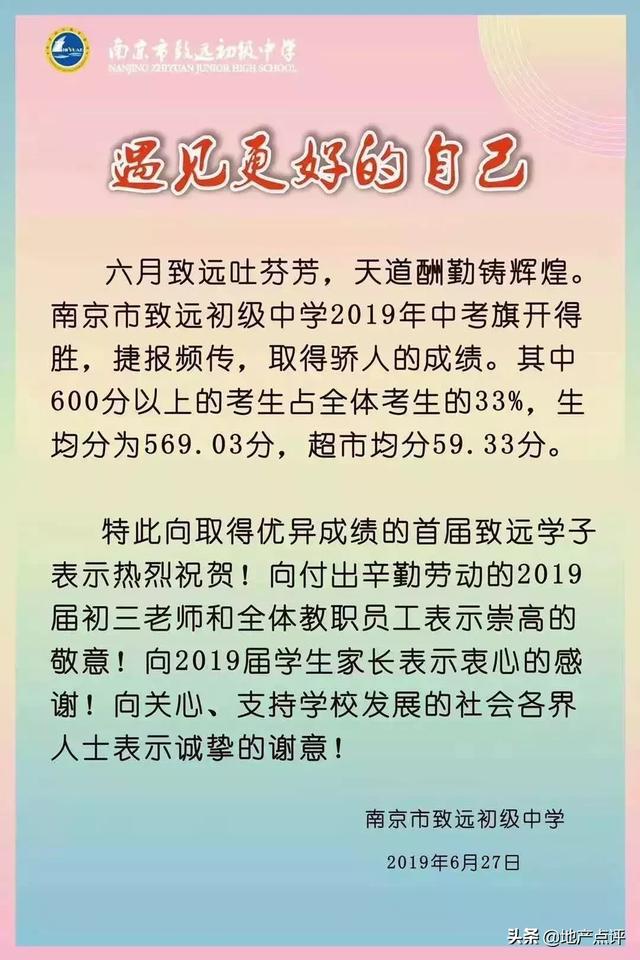 南京市致远初级中学
NANJING ZHIYUAN JUNIOR HIGH SCHOOL
遇见更好的自己
六月致远吐芬芳，天道酬勤铸辉煌。
南京市致远初级中学2019年中考旗开得
胜，捷报频传，取得骄人的成绩。其中
600分以上的考生占全体考生的33%，生
均分为569.03分，超市均分59.33分。
特此向取得优异成绩的首届致远学子
表示热烈祝贺！向付出辛勤劳动的2019
届初三老师和全体教职员工表示崇高的
敬意！向2019届学生家长表示衷心的感
谢！向关心、支持学校发展的社会各界
人士表示诚挚的谢意！
南京市致远初级中学
2019年6月27日
头条 @地产点评